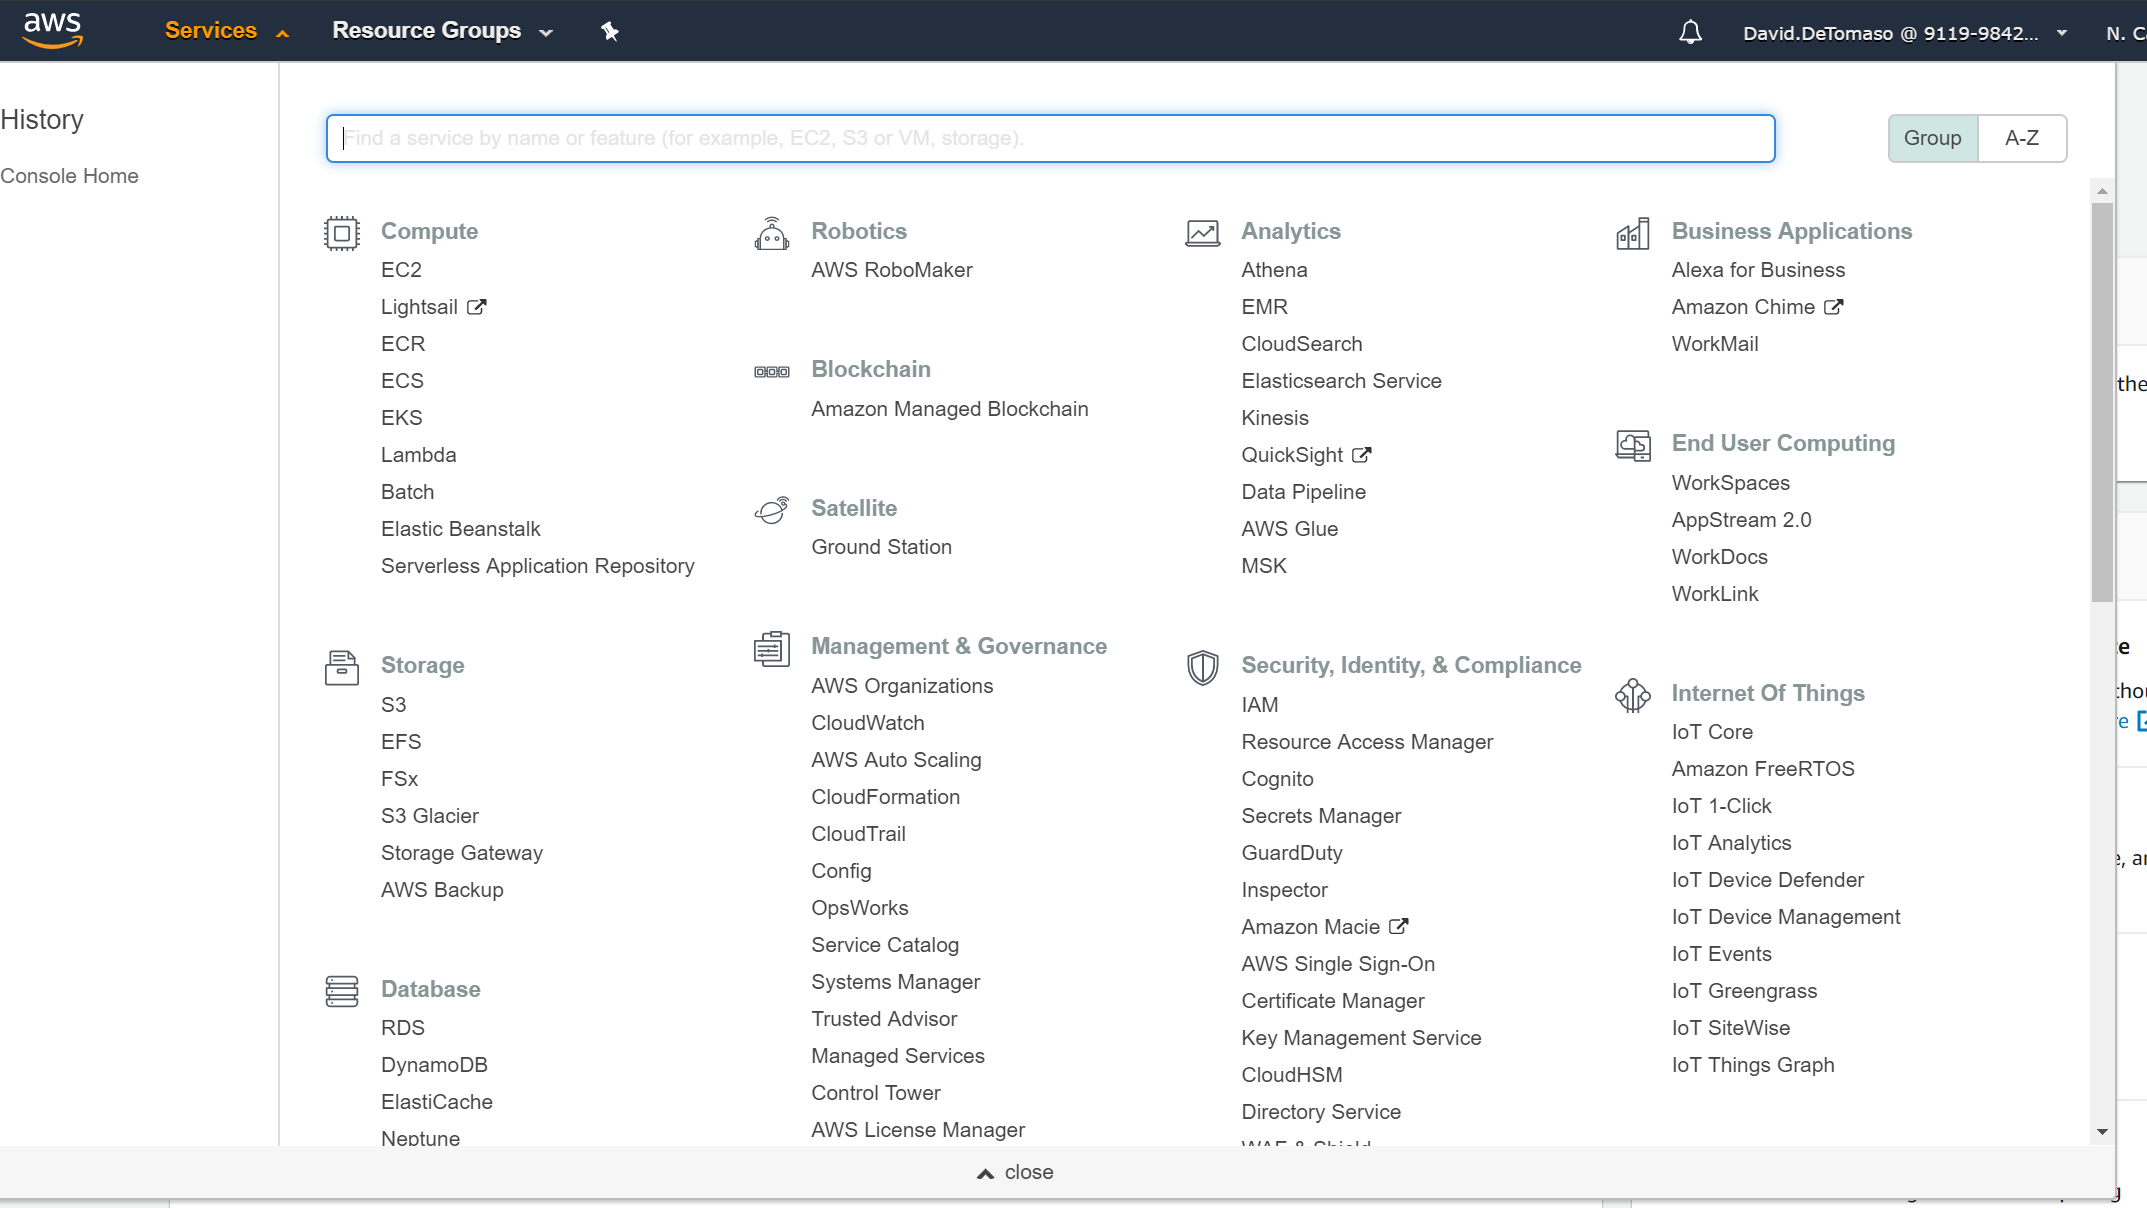 aws
Services
Resource Groups
David.DeTomaso @ 9119-9842...
History
Console Home
Find a service by name or feature (for example, EC2, S3 or VM, storage).
Group
A-Z
Compute
EC2
Lightsail
ECR
ECS
EKS
Lambda
Batch
Elastic Beanstalk
Serverless Application Repository
Storage
S3
EFS
FSx
S3 Glacier
Storage Gateway
AWS Backup
Database
RDS
DynamoDB
ElastiCache
Neptune
Robotics
AWS RoboMaker
Blockchain
Amazon Managed Blockchain
Satellite
Ground Station
Management & Governance
AWS Organizations
CloudWatch
AWS Auto Scaling
CloudFormation
CloudTrail
Config
OpsWorks
Service Catalog
Systems Manager
Trusted Advisor
Managed Services
Control Tower
AWS License Manager
Analytics
Athena
EMR
CloudSearch
Elasticsearch Service
Kinesis
QuickSight
Data Pipeline
AWS Glue
MSK
Security, Identity, & Compliance
IAM
Resource Access Manager
Cognito
Secrets Manager
GuardDuty
Inspector
Amazon Macie
AWS Single Sign-On
Certificate Manager
Key Management Service
CloudHSM
Directory Service
WAF & Shield
Business Applications
Alexa for Business
Amazon Chime
WorkMail
End User Computing
WorkSpaces
AppStream 2.0
WorkDocs
WorkLink
Internet Of Things
IoT Core
Amazon FreeRTOS
IoT 1-Click
IoT Analytics
IoT Device Defender
IoT Device Management
IoT Events
IoT Greengrass
IoT SiteWise
IoT Things Graph
the
close